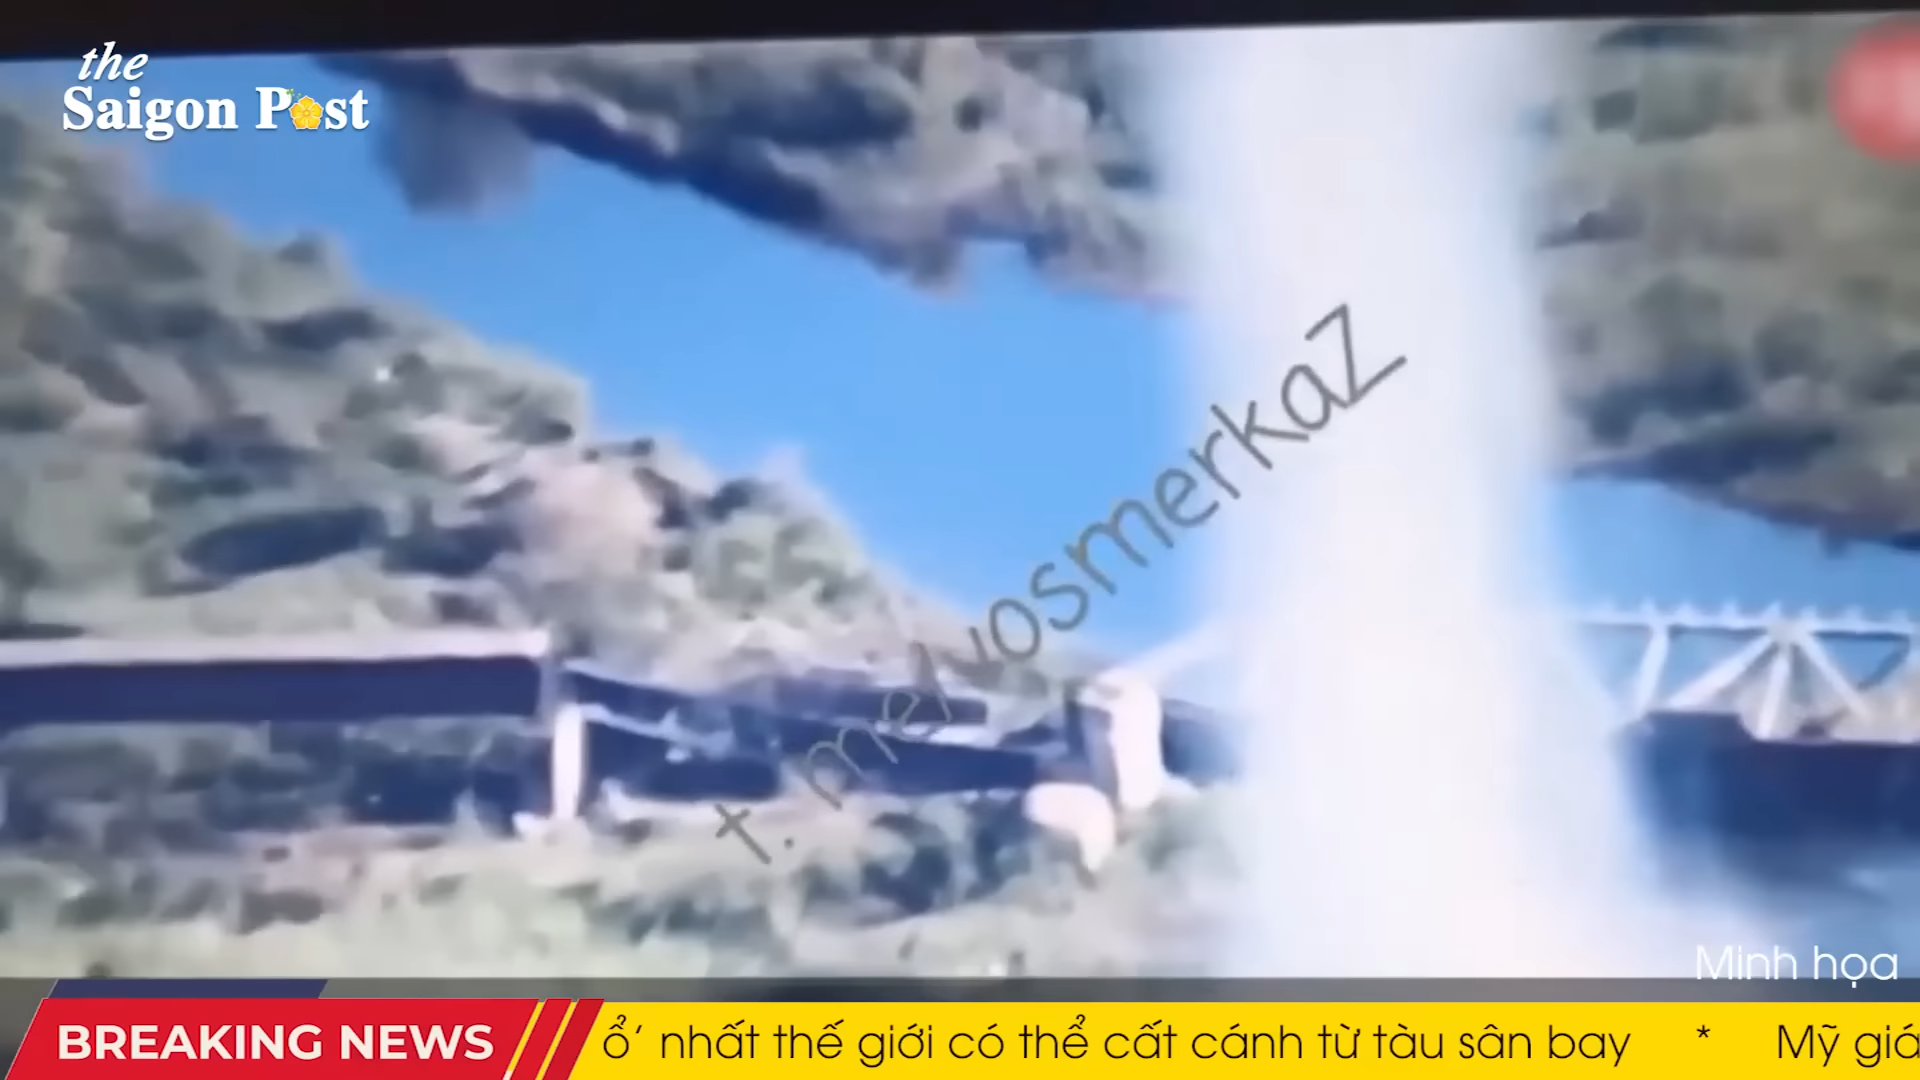 the
Saigon Post
t.me/vosmerkaz
Minh họa
BREAKING NEWS
ổ‘ nhất thế giới có thể cất cánh từ tàu sân bay * Mỹ giá